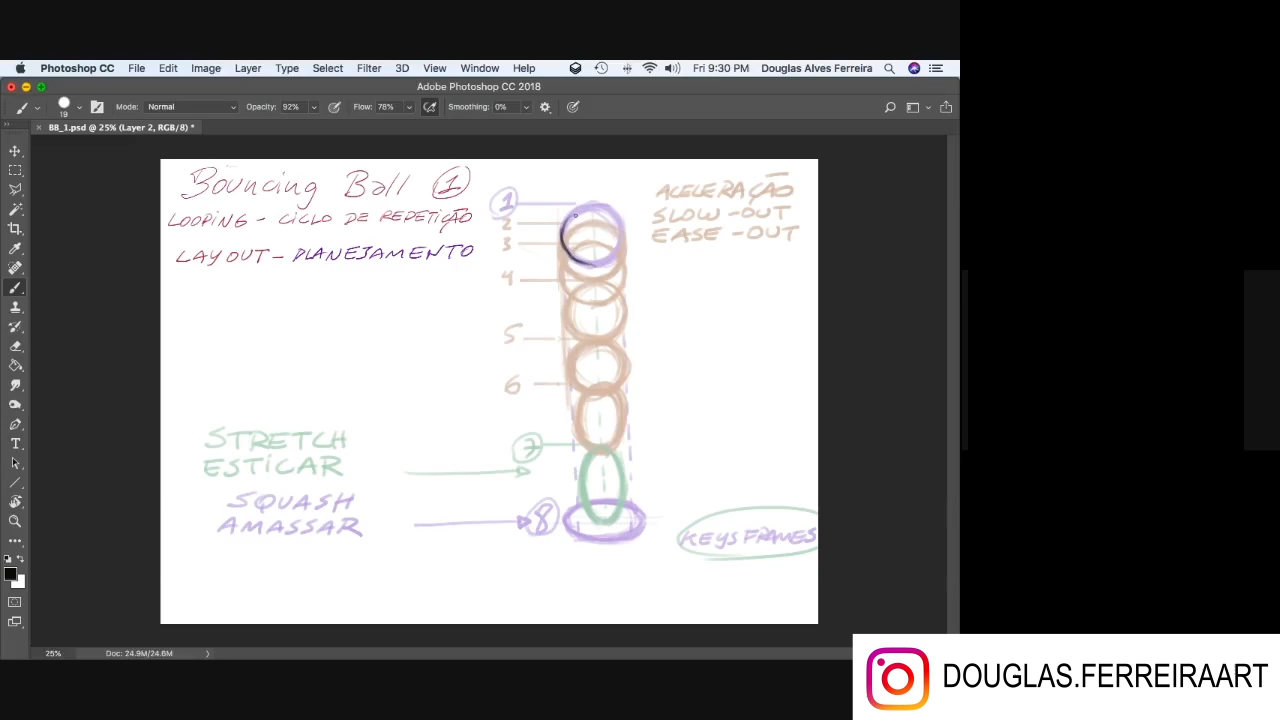 Photoshop CC File Edit Image Layer Type Select Filter 3D View Window Help Fri 9:30 PM Douglas Alves Ferreira
Adobe Photoshop CC 2018
19 Mode: Normal Opacity: 92% Flow: 76% Smoothing: 0%
BB_1.psd @ 25% (Layer 2, RGB/8) *
Bouncing Ball 1
LOOPING - CICLO DE REPETIÇÃO
LAYOUT - PLANEJAMENTO
1
2
3
4
5
6
7
8
ACELERAÇÃO
SLOW-OUT
EASE-OUT
STRETCH
ESTICAR
SQUASH
AMASSAR
KEYS FRAMES
25% Doc: 24.9M/24.6M
DOUGLAS.FERREIRAART